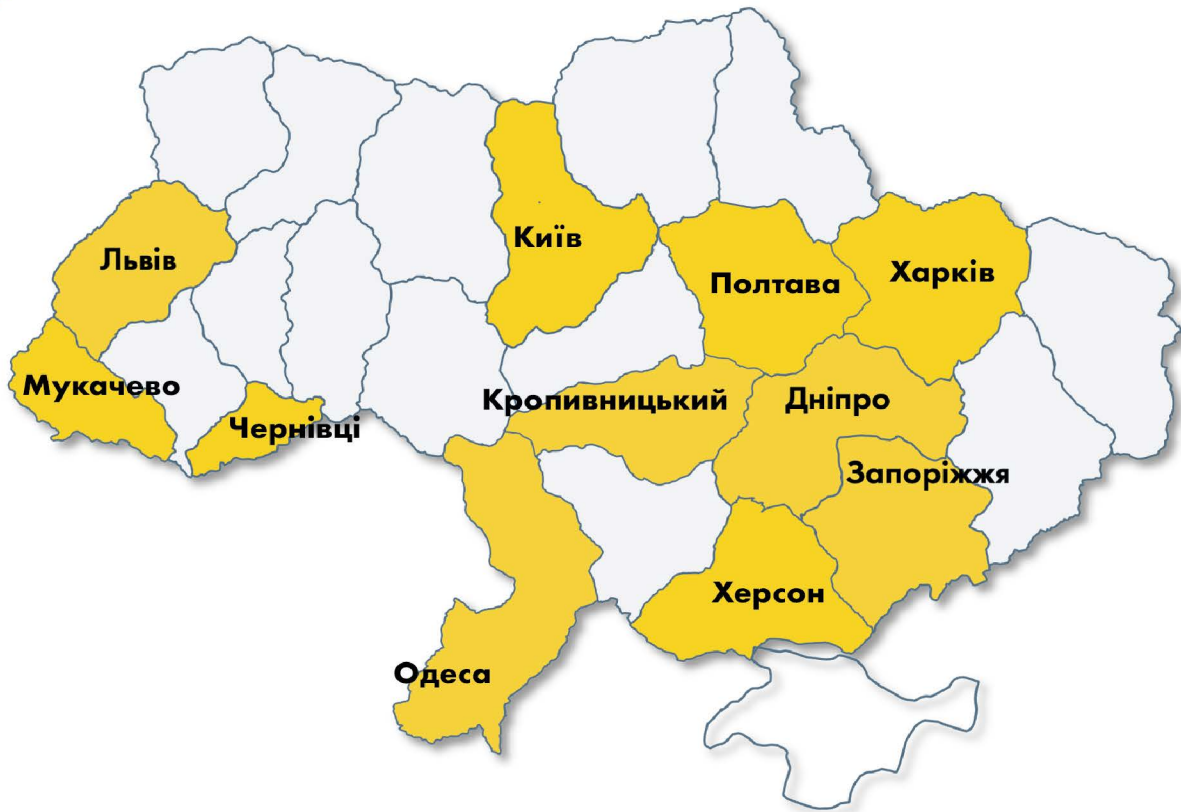 Київ
Львів
Полтава
Харків
Мукачево
Кропивницький
Дніпро
Чернівці
Запоріжжя
Херсон
Одеса